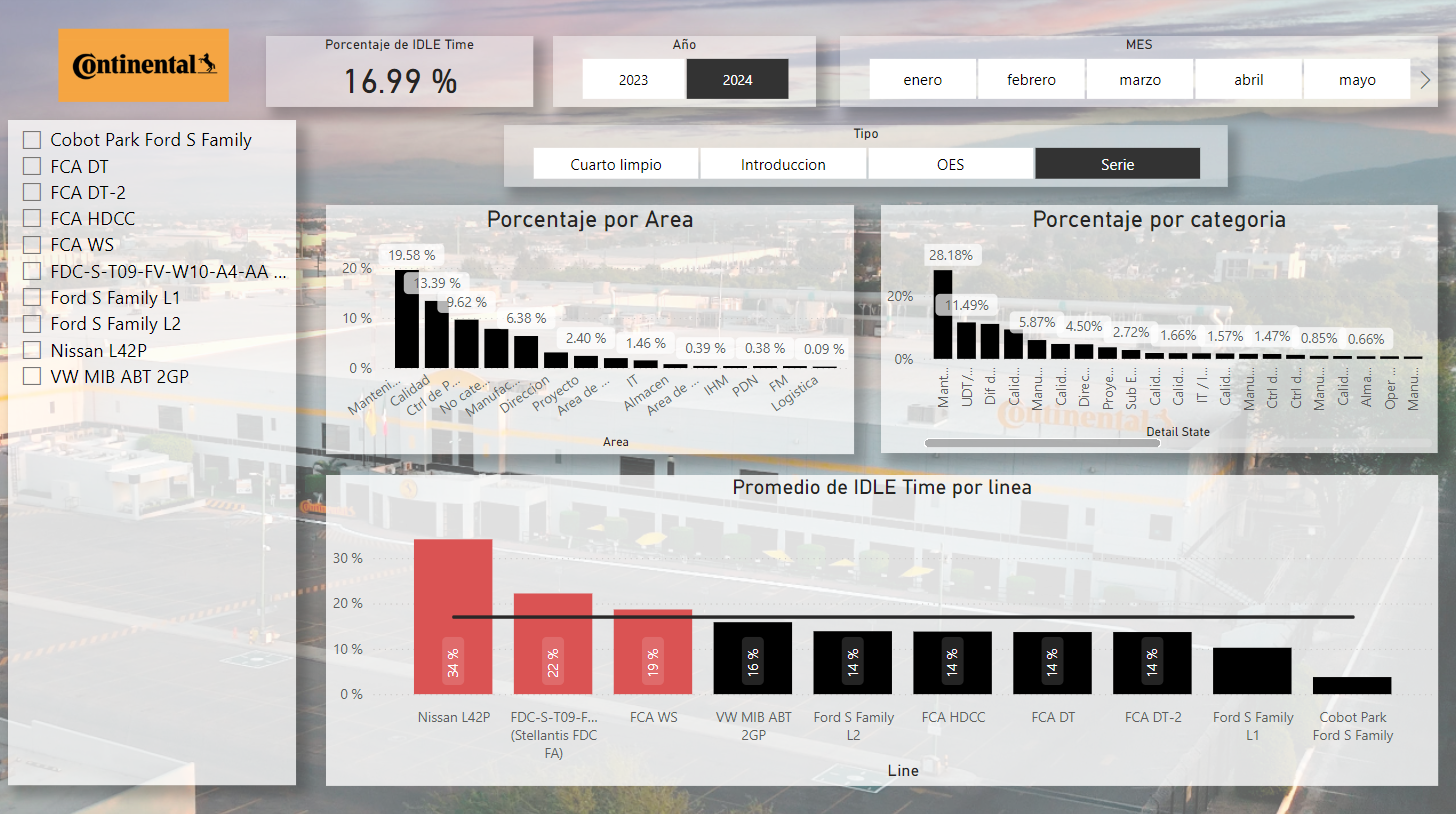 Continental
Porcentaje de IDLE Time
16.99 %
Año
2023
2024
MES
enero
febrero
marzo
abril
mayo
Tipo
Cuarto limpio
Introduccion
OES
Serie
Cobot Park Ford S Family
FCA DT
FCA DT-2
FCA HDCC
FCA WS
FDC-S-T09-FV-W10-A4-AA ...
Ford S Family L1
Ford S Family L2
Nissan L42P
VW MIB ABT 2GP
Porcentaje por Area
20 %
10 %
0 %
19.58 %
13.39 %
9.62 %
6.38 %
2.40 %
1.46 %
0.39 %
0.38 %
0.09 %
Manteni...
Calidad
Ctrl de P...
No cate...
Manufac...
Direccion
Proyecto
Area de ...
IT
Almacen
Area de ...
IHM
PDN
FM
Logistica
Area
Porcentaje por categoria
20%
0%
28.18%
11.49%
5.87%
4.50%
2.72%
1.66%
1.57%
1.47%
0.85%
0.66%
Mant...
UDT/...
Dif d...
Calid...
Manu...
Calid...
Direc...
Proye...
Sub E...
Calid...
Calid...
IT / I...
Calid...
Manu...
Ctrl d...
Ctrl d...
Manu...
Calid...
Alma...
Oper ...
Manu...
Continental
Detail State
Promedio de IDLE Time por linea
30 %
20 %
10 %
0 %
34 %
22 %
19 %
16 %
14 %
14 %
14 %
14 %
Nissan L42P
FDC-S-T09-F...
(Stellantis FDC
FA)
FCA WS
VW MIB ABT
2GP
Ford S Family
L2
FCA HDCC
FCA DT
FCA DT-2
Ford S Family
L1
Cobot Park
Ford S Family
Line